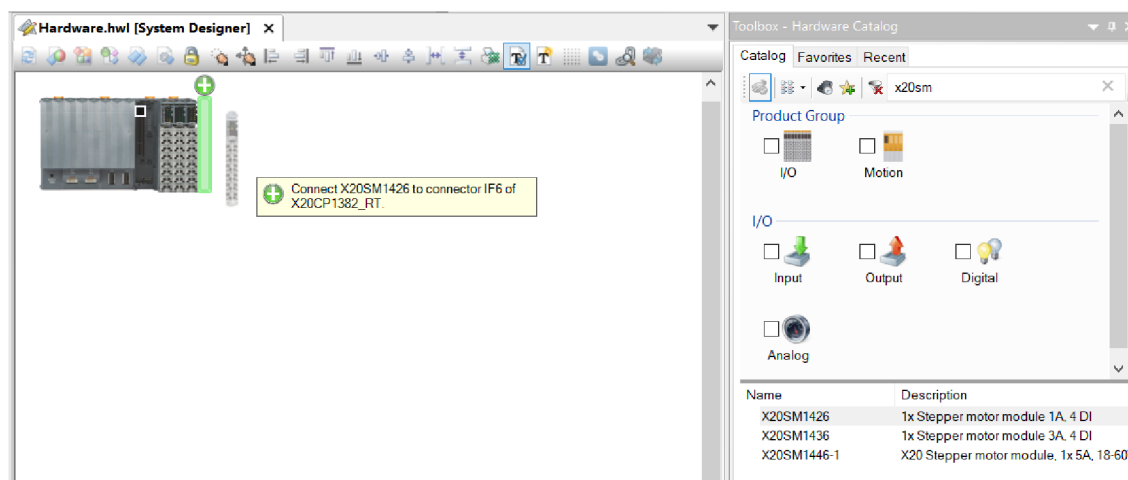 Hardware.hwl [System Designer]
Connect X20SM1426 to connector IF6 of
X20CP1382_RT.
Toolbox - Hardware Catalog
Catalog Favorites Recent
x20sm
Product Group
I/O Motion
I/O
Input Output Digital
Analog
Name Description
X20SM1426 1x Stepper motor module 1A, 4 DI
X20SM1436 1x Stepper motor module 3A, 4 DI
X20SM1446-1 X20 Stepper motor module, 1x 5A, 18-60